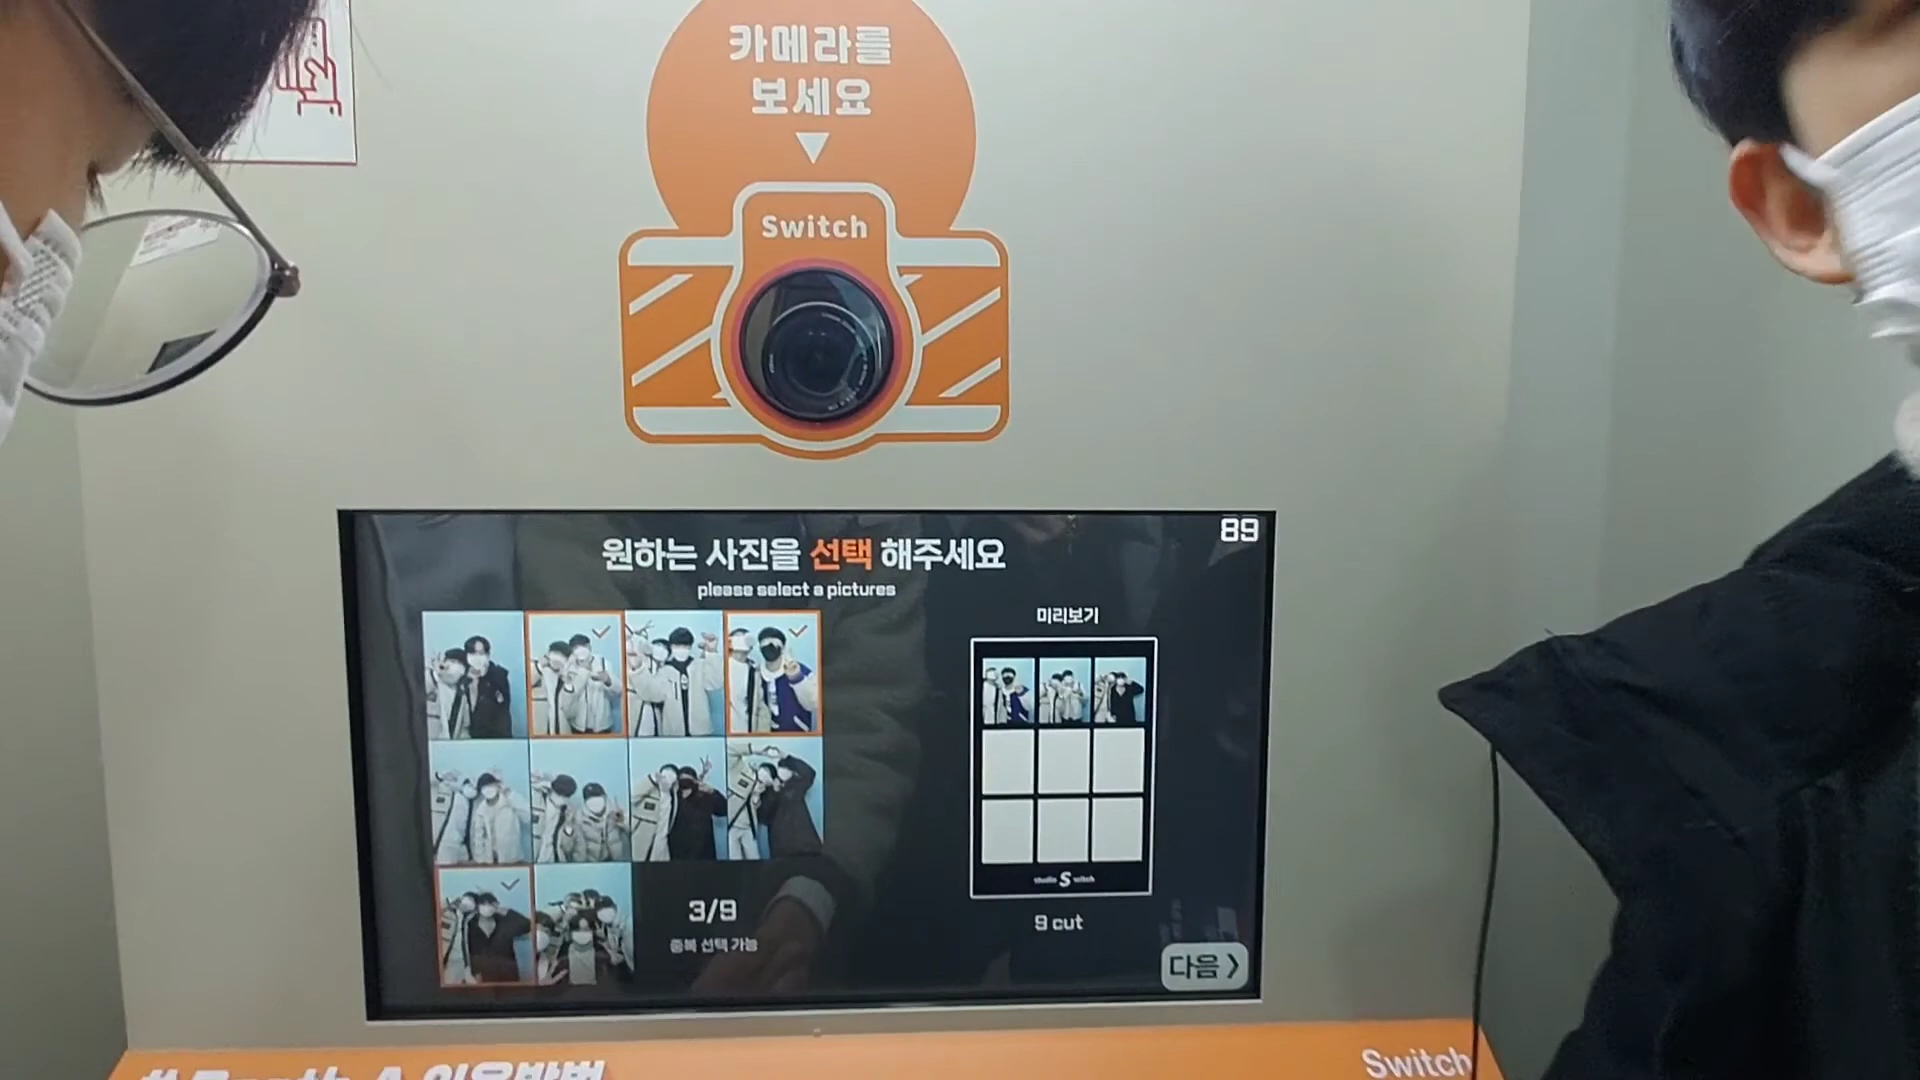 카메라를
보세요
Switch
89
원하는 사진을 선택 해주세요
please select a pictures
미리보기
studio Switch
3/9
중복 선택 가능
9 cut
다음 >
Switch